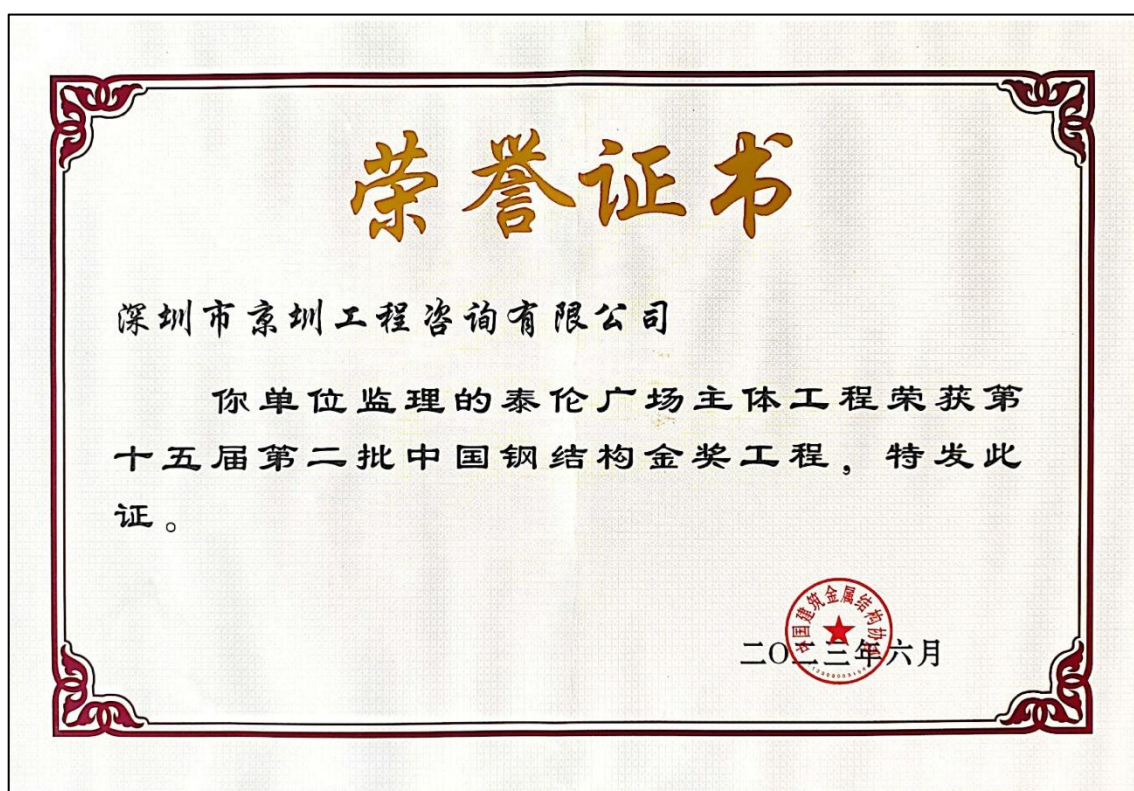 荣誉证书
深圳市京圳工程咨询有限公司
你单位监理的泰伦广场主体工程荣获第
十五届第二批中国钢结构金奖工程，特发此
证。
中国建筑金属结构协会
二〇二三年六月